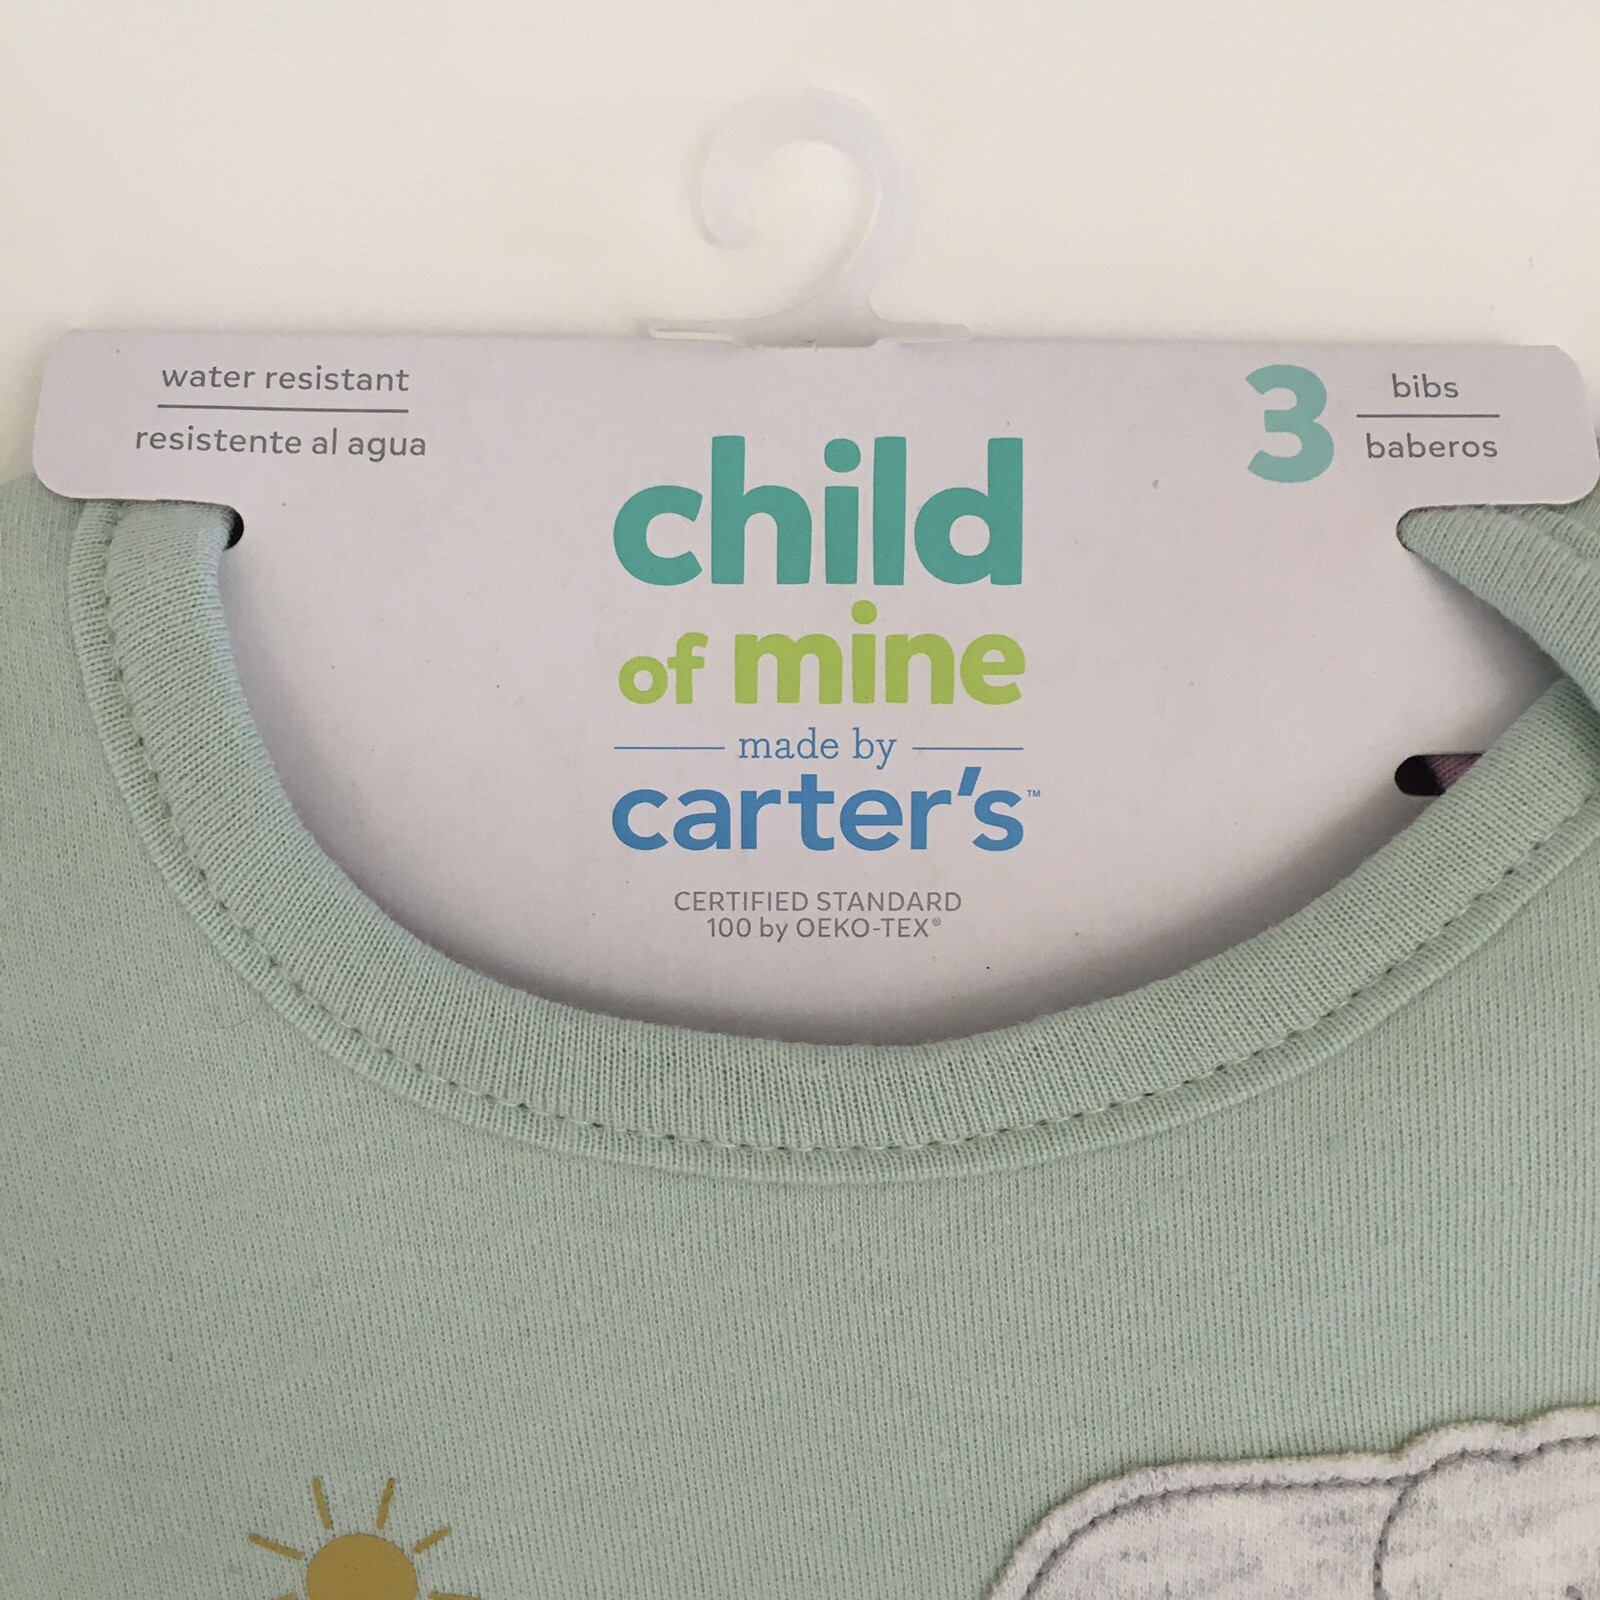 water resistant
resistente al agua
3
bibs
baberos
child
of mine
made by
carter's™
CERTIFIED STANDARD
100 by OEKO-TEX®